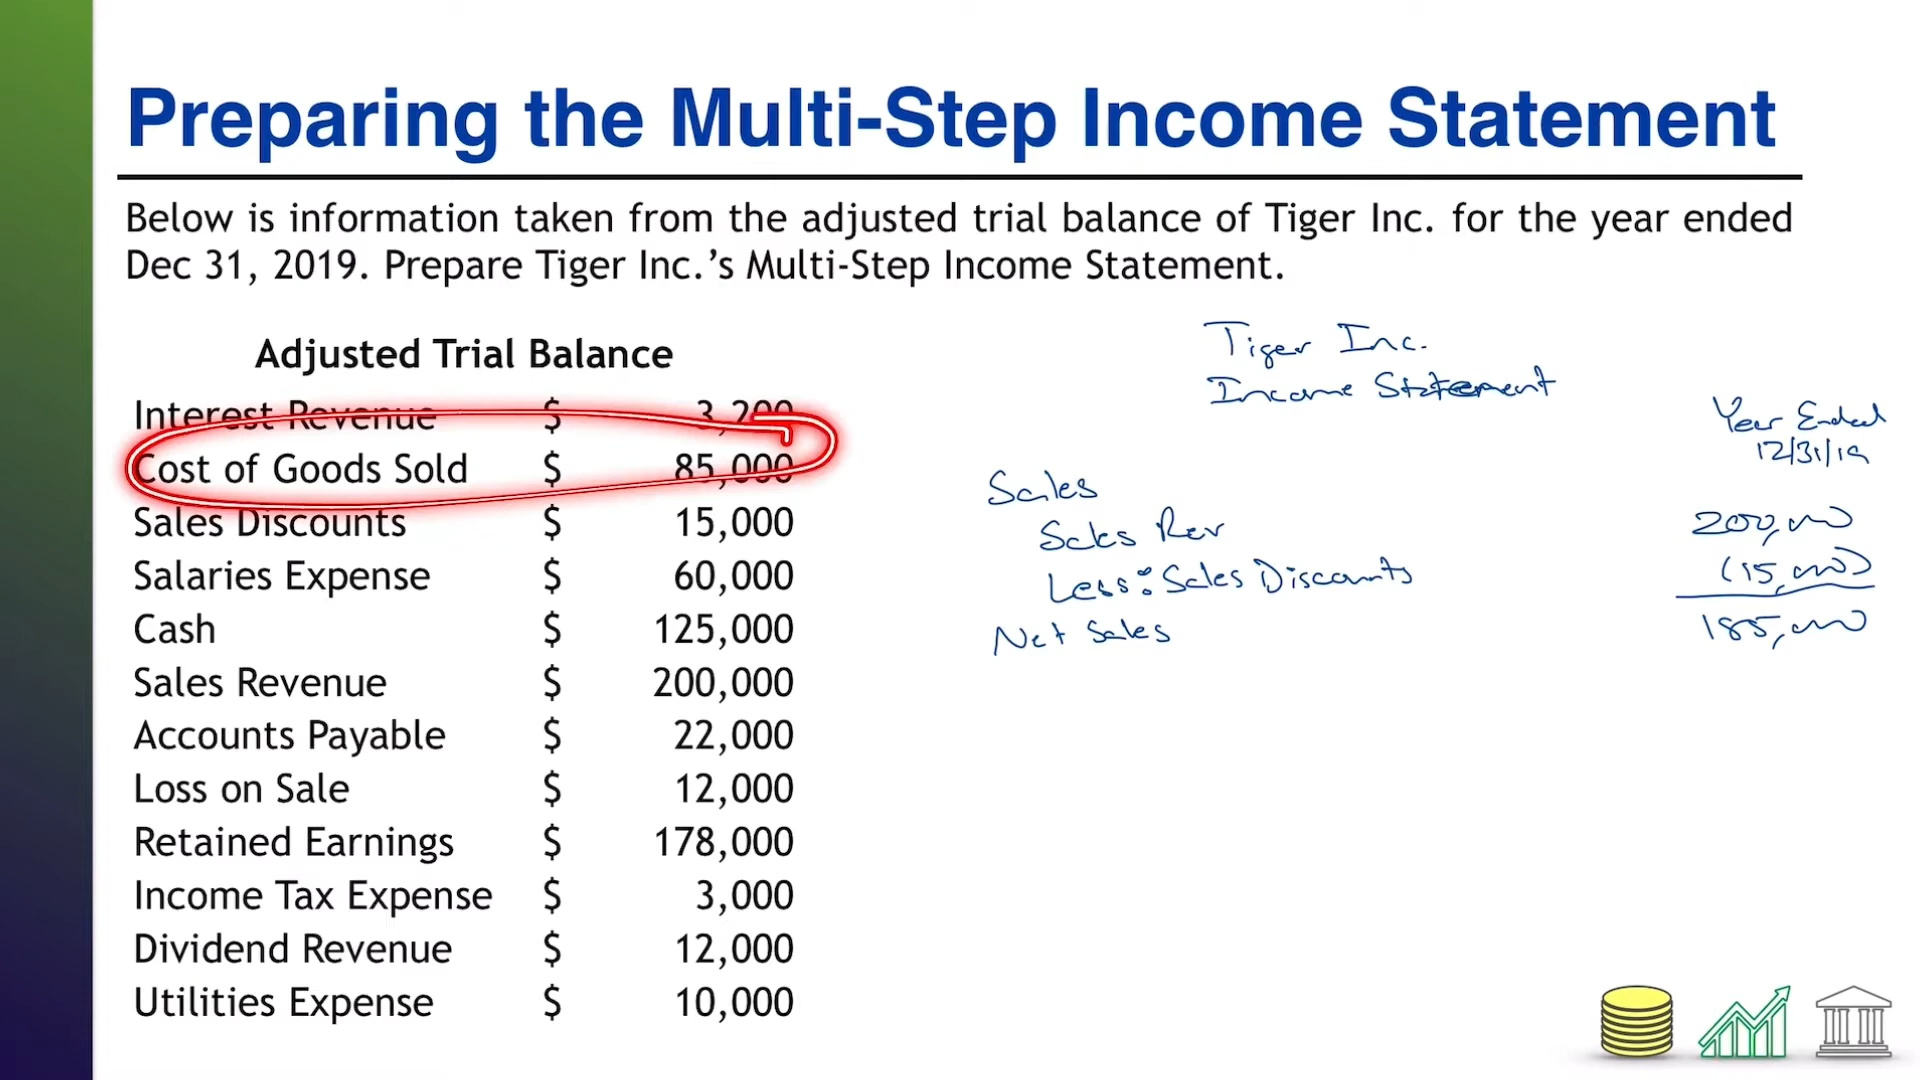 Preparing the Multi-Step Income Statement
Below is information taken from the adjusted trial balance of Tiger Inc. for the year ended
Dec 31, 2019. Prepare Tiger Inc.’s Multi-Step Income Statement.
Adjusted Trial Balance
Interest Revenue $ 3,200
Cost of Goods Sold $ 85,000
Sales Discounts $ 15,000
Salaries Expense $ 60,000
Cash $ 125,000
Sales Revenue $ 200,000
Accounts Payable $ 22,000
Loss on Sale $ 12,000
Retained Earnings $ 178,000
Income Tax Expense $ 3,000
Dividend Revenue $ 12,000
Utilities Expense $ 10,000
Tiger Inc.
Income Statement
Year Ended
12/31/19
Sales
Sales Rev 200,000
Less: Sales Discounts (15,000)
Net Sales 185,000